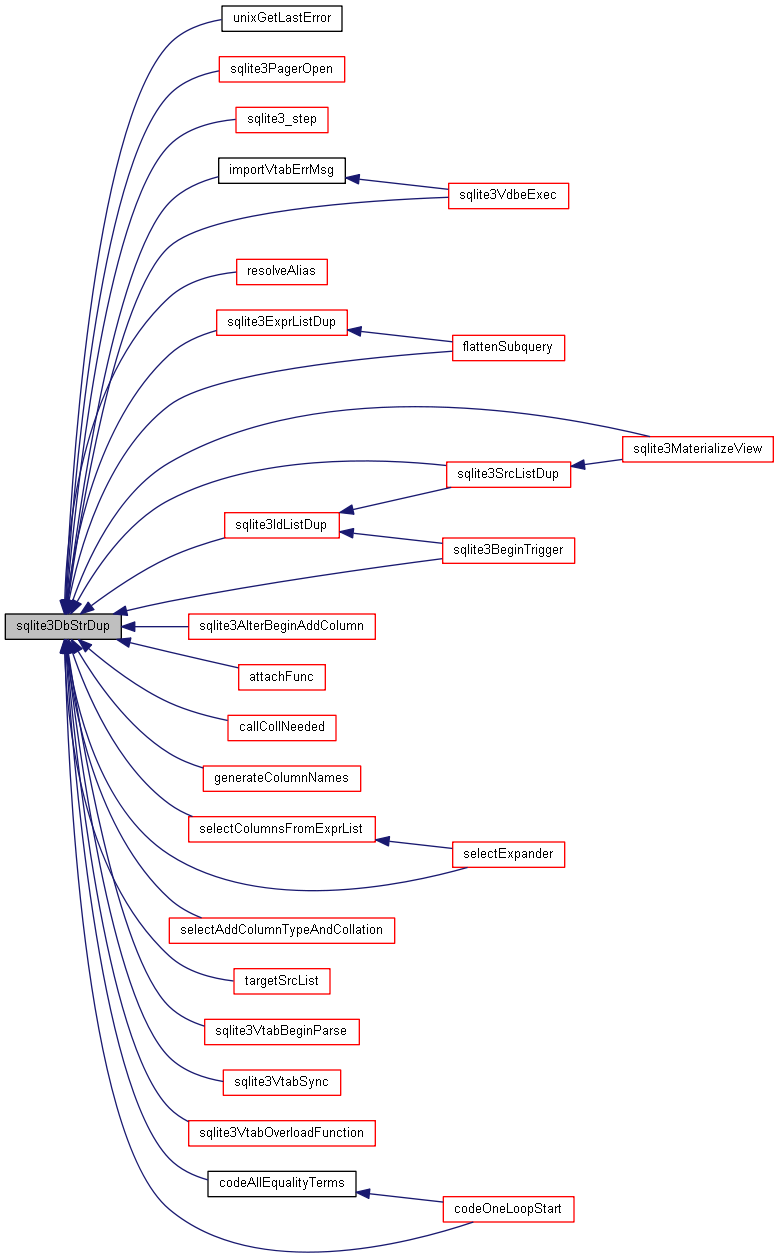 unixGetLastError
sqlite3PagerOpen
sqlite3_step
importVtabErrMsg
sqlite3VdbeExec
resolveAlias
sqlite3ExprListDup
flattenSubquery
sqlite3MaterializeView
sqlite3SrcListDup
sqlite3IdListDup
sqlite3BeginTrigger
sqlite3DbStrDup
sqlite3AlterBeginAddColumn
attachFunc
callCollNeeded
generateColumnNames
selectColumnsFromExprList
selectExpander
selectAddColumnTypeAndCollation
targetSrcList
sqlite3VtabBeginParse
sqlite3VtabSync
sqlite3VtabOverloadFunction
codeAllEqualityTerms
codeOneLoopStart